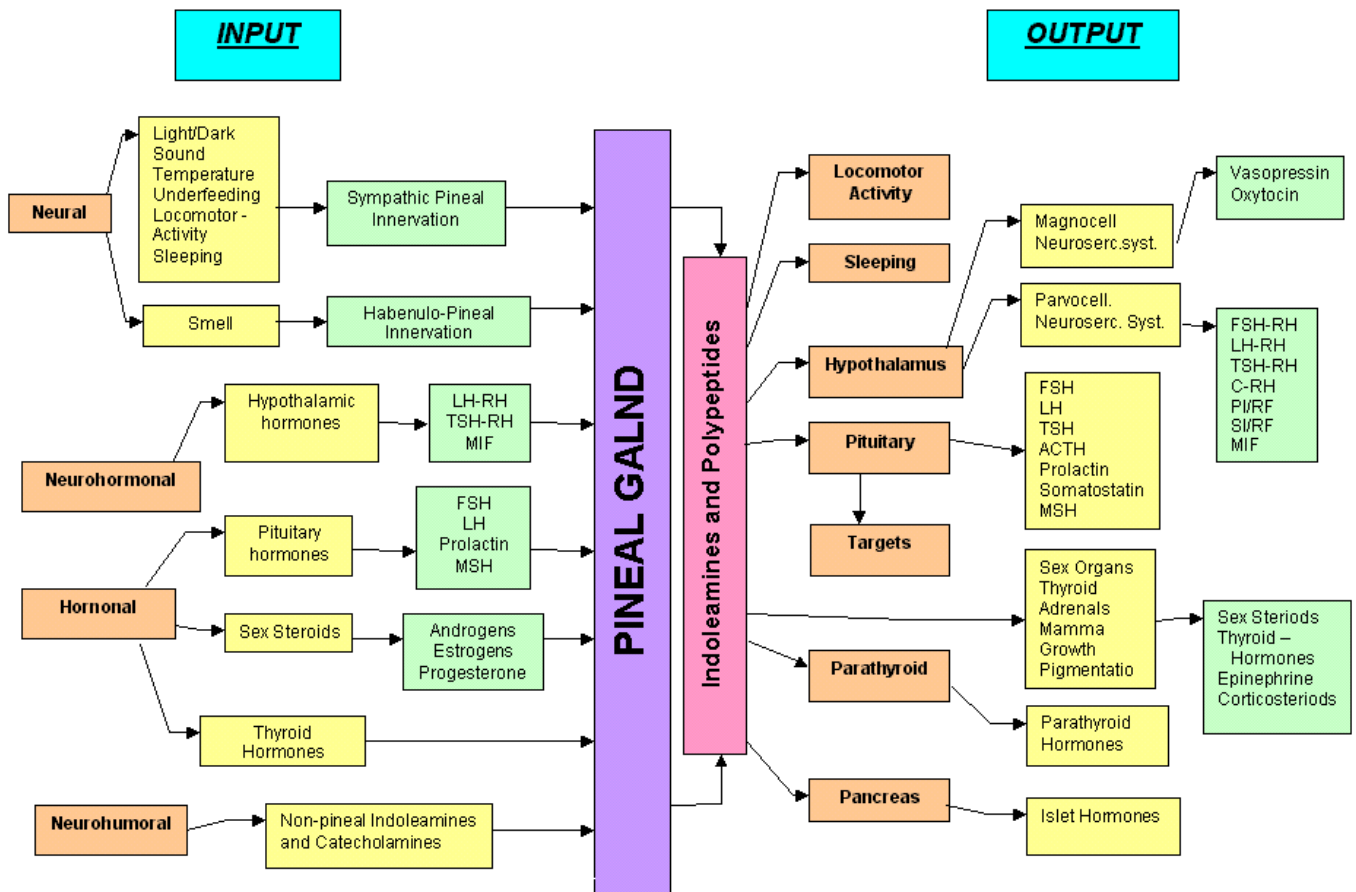 INPUT
OUTPUT
Neural
Light/Dark
Sound
Temperature
Underfeeding
Locomotor -
Activity
Sleeping
Sympathic Pineal
Innervation
Smell
Habenulo-Pineal
Innervation
Neurohormonal
Hypothalamic
hormones
LH-RH
TSH-RH
MIF
Hornonal
Pituitary
hormones
FSH
LH
Prolactin
MSH
Sex Steroids
Androgens
Estrogens
Progesterone
Thyroid
Hormones
Neurohumoral
Non-pineal Indoleamines
and Catecholamines
PINEAL GALND
Indoleamines and Polypeptides
Locomotor
Activity
Sleeping
Hypothalamus
Magnocell
Neuroserc.syst.
Vasopressin
Oxytocin
Parvocell.
Neuroserc. Syst.
FSH-RH
LH-RH
TSH-RH
C-RH
PI/RF
SI/RF
MIF
Pituitary
FSH
LH
TSH
ACTH
Prolactin
Somatostatin
MSH
Targets
Sex Organs
Thyroid
Adrenals
Mamma
Growth
Pigmentatio
Sex Steriods
Thyroid –
Hormones
Epinephrine
Corticosteriods
Parathyroid
Parathyroid
Hormones
Pancreas
Islet Hormones